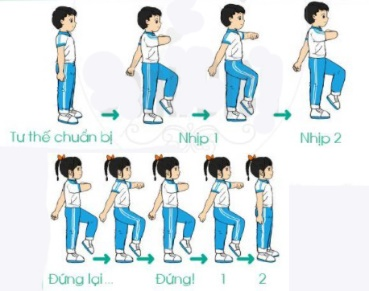 Tư thế chuẩn bị Nhịp 1 Nhịp 2
Đứng lại... Đứng! 1 2